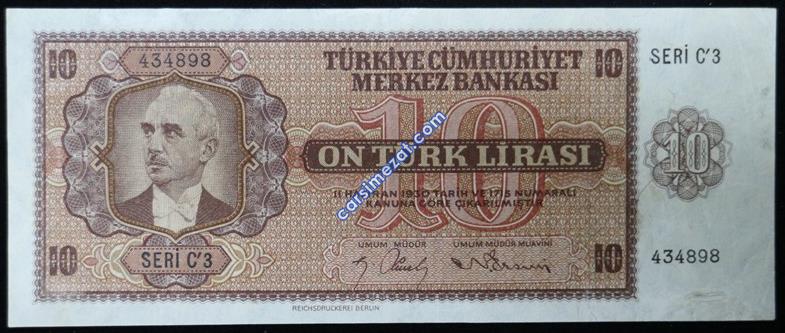 TÜRKİYE CÜMHURİYET
MERKEZ BANKASI
10
434898
10
SERİ C'3
10
10
ON TÜRK LİRASI
11 HAZİRAN 1930 TARİH VE 1715 NUMARALI
KANUNA GÖRE ÇIKARILMIŞTIR
UMUM MÜDÜR
UMUM MÜDÜR MUAVİNİ
10
SERİ C'3
10
434898
REICHSDRUCKEREI BERLIN
carsimezat.com